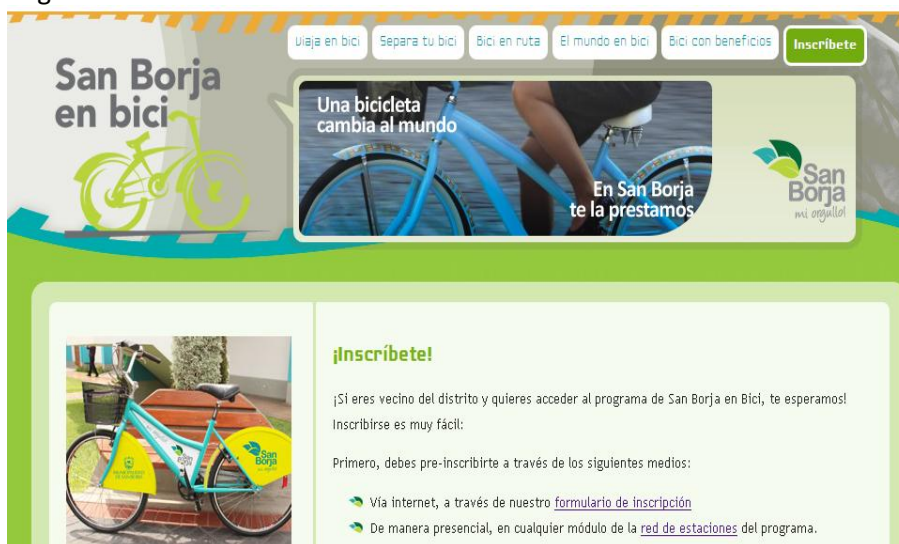 Viaja en bici
Separa tu bici
Bici en ruta
El mundo en bici
Bici con beneficios
Inscríbete
San Borja
en bici
Una bicicleta
cambia al mundo
En San Borja
te la prestamos
San
Borja
mi orgullo!
¡Inscríbete!
¡Si eres vecino del distrito y quieres acceder al programa de San Borja en Bici, te esperamos!
Inscribirse es muy fácil:
Primero, debes pre-inscribirte a través de los siguientes medios:
Vía internet, a través de nuestro formulario de inscripción
De manera presencial, en cualquier módulo de la red de estaciones del programa.
San
Borja